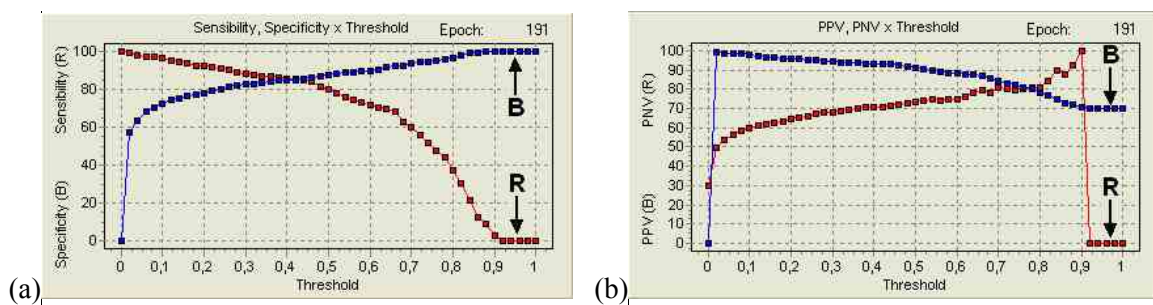 Sensibility, Specificity x Threshold Epoch: 191
Sensibility (R)
Specificity (B)
100
80
60
40
20
0
B
R
0 0,1 0,2 0,3 0,4 0,5 0,6 0,7 0,8 0,9 1
Threshold
(a)
PPV, PNV x Threshold Epoch: 191
PNV (R)
PPV (B)
100
90
80
70
60
50
40
30
20
10
0
B
R
0 0,1 0,2 0,3 0,4 0,5 0,6 0,7 0,8 0,9 1
Threshold
(b)